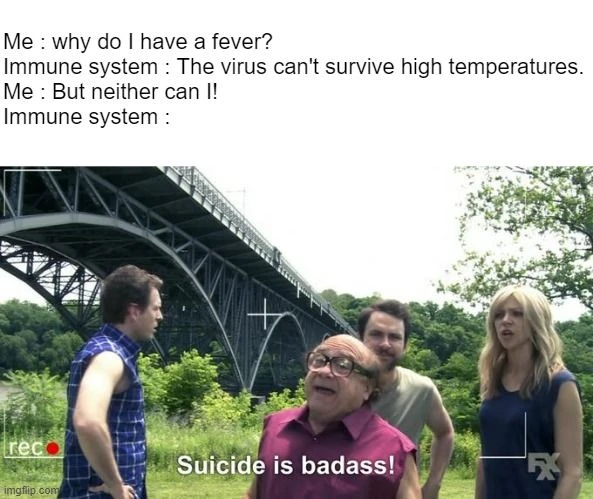 Me : why do I have a fever?
Immune system : The virus can't survive high temperatures.
Me : But neither can I!
Immune system :
rec
Suicide is badass!
FXX
imgflip.com